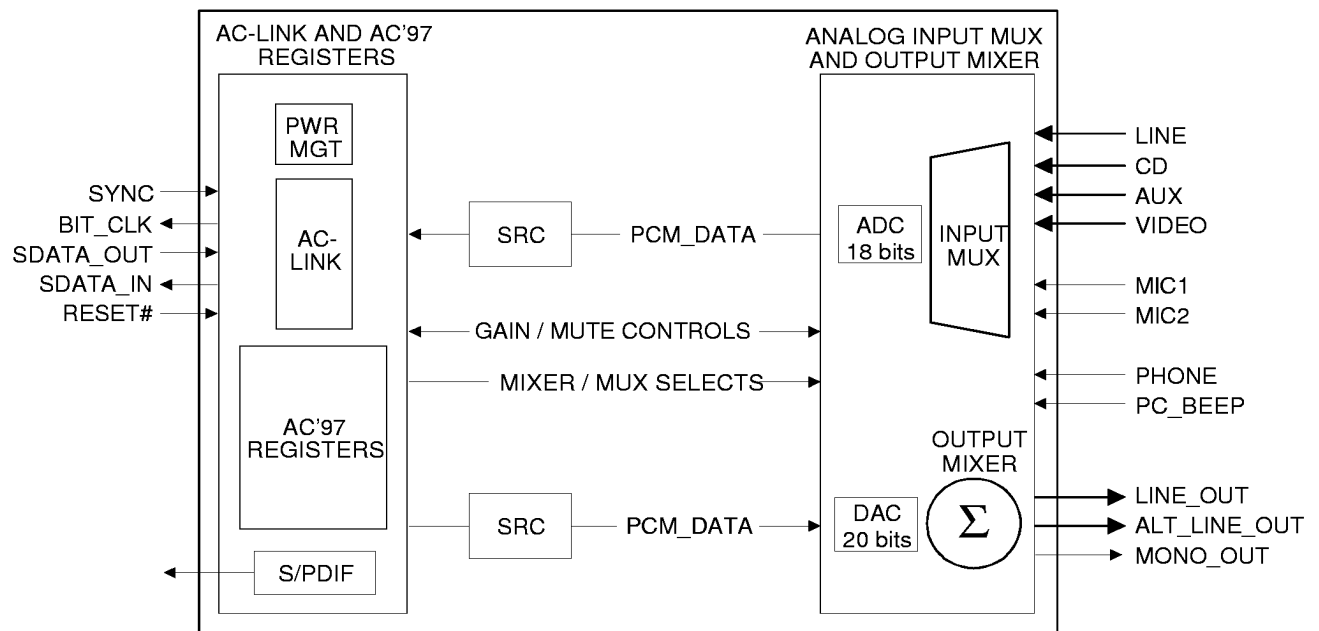 AC-LINK AND AC'97
REGISTERS
PWR
MGT
AC-
LINK
AC'97
REGISTERS
S/PDIF
SYNC
BIT_CLK
SDATA_OUT
SDATA_IN
RESET#
SRC
PCM_DATA
GAIN / MUTE CONTROLS
MIXER / MUX SELECTS
SRC
PCM_DATA
ANALOG INPUT MUX
AND OUTPUT MIXER
ADC
18 bits
INPUT
MUX
OUTPUT
MIXER
DAC
20 bits
Σ
LINE
CD
AUX
VIDEO
MIC1
MIC2
PHONE
PC_BEEP
LINE_OUT
ALT_LINE_OUT
MONO_OUT